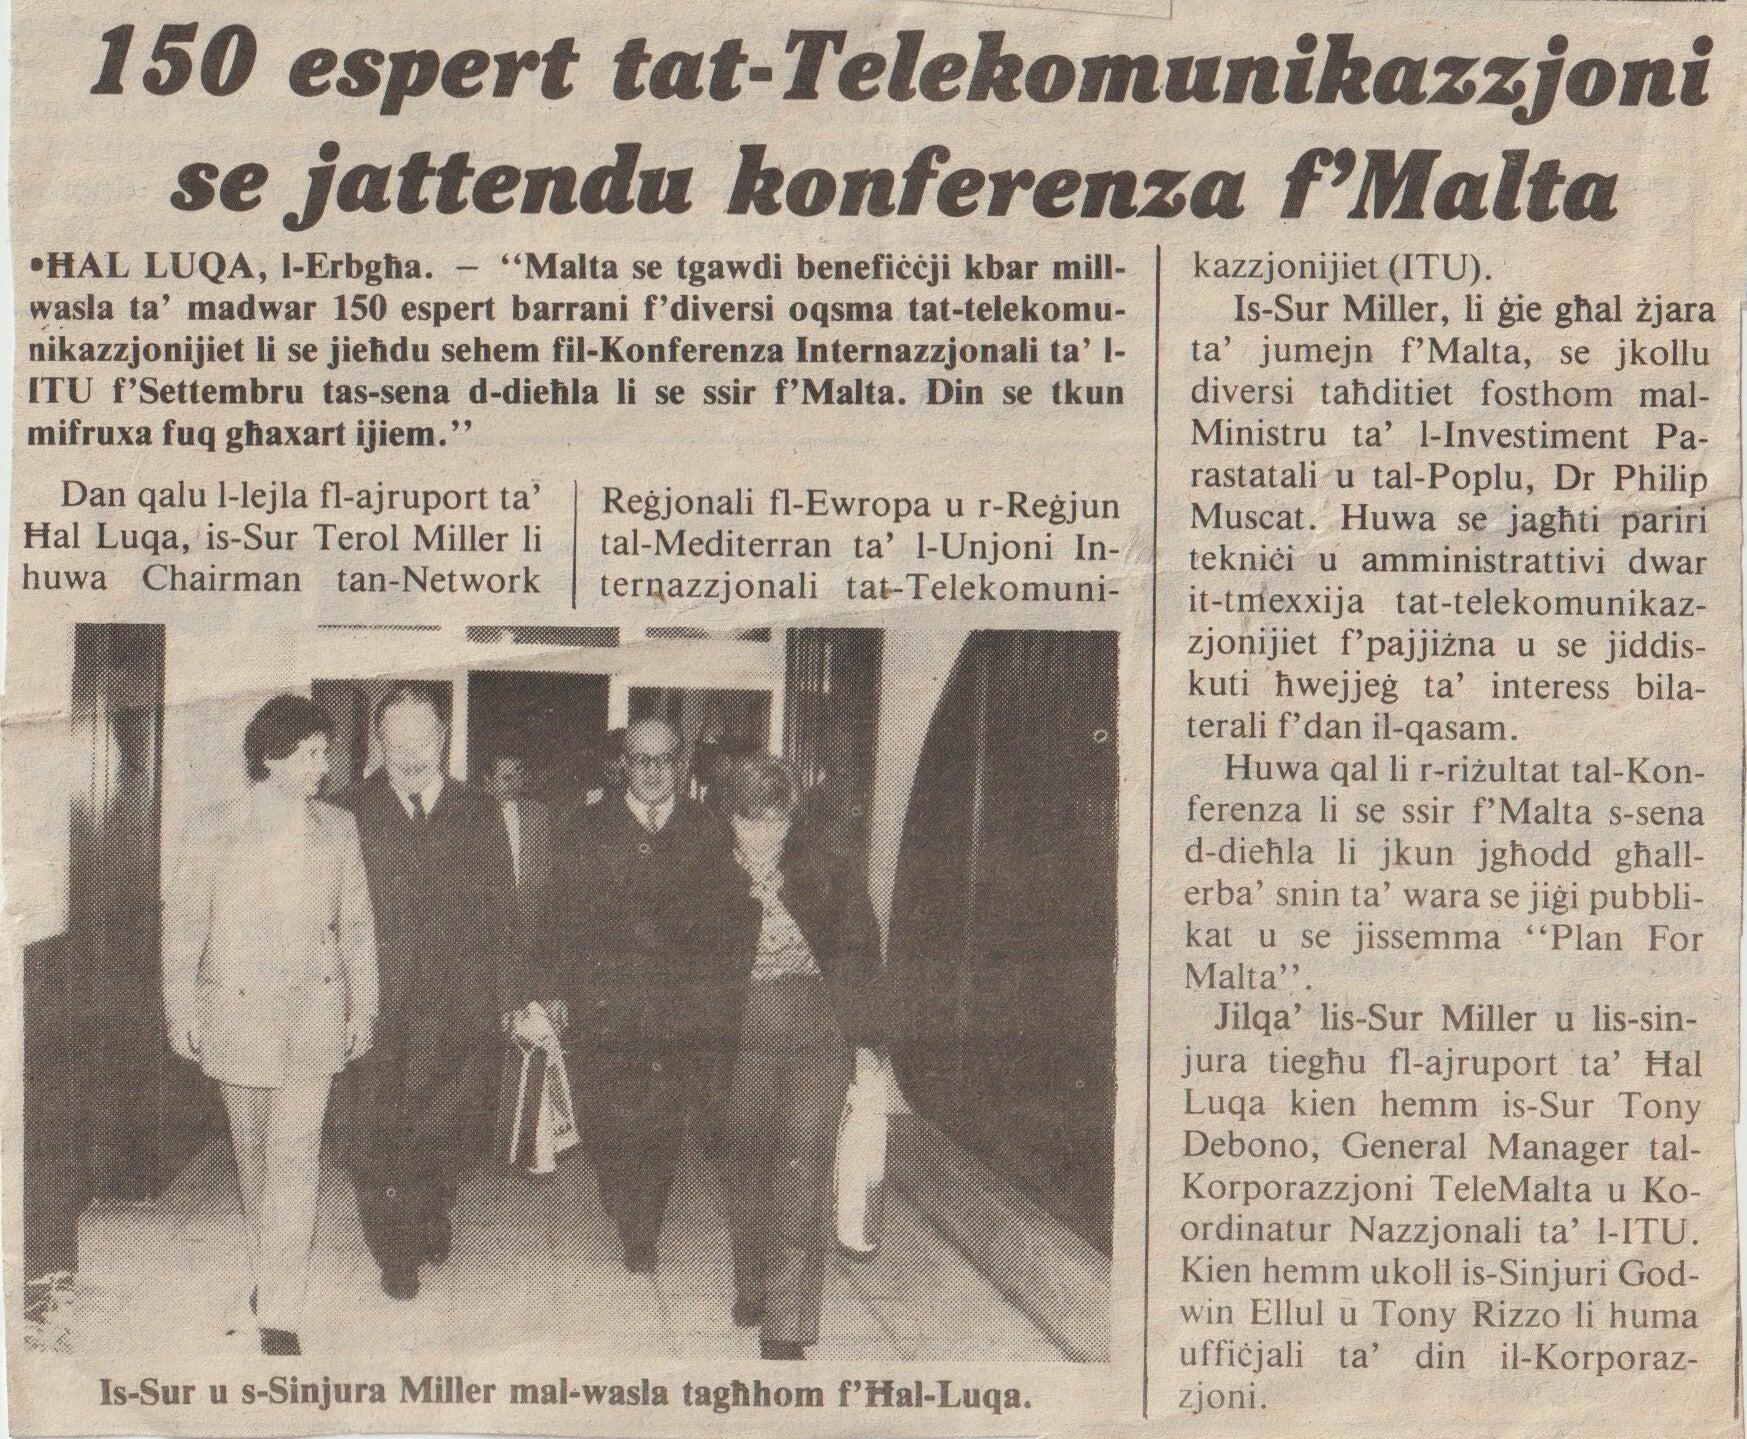 150 espert tat-Telekomunikazzjoni
se jattendu konferenza f’Malta
•ĦAL LUQA, l-Erbgħa. – “Malta se tgawdi benefiċċji kbar mill-
wasla ta’ madwar 150 espert barrani f’diversi oqsma tat-telekomu-
nikazzjonijiet li se jieħdu sehem fil-Konferenza Internazzjonali ta’ l-
ITU f’Settembru tas-sena d-dieħla li se ssir f’Malta. Din se tkun
mifruxa fuq għaxart ijiem.”
Dan qalu l-lejla fl-ajruport ta’
Ħal Luqa, is-Sur Terol Miller li
huwa Chairman tan-Network
Reġjonali fl-Ewropa u r-Reġjun
tal-Mediterran ta’ l-Unjoni In-
ternazzjonali tat-Telekomuni-
kazzjonijiet (ITU).
Is-Sur Miller, li ġie għal żjara
ta’ jumejn f’Malta, se jkollu
diversi taħditiet fosthom mal-
Ministru ta’ l-Investiment Pa-
rastatali u tal-Poplu, Dr Philip
Muscat. Huwa se jagħti pariri
tekniċi u amministrattivi dwar
it-tmexxija tat-telekomunikaz-
zjonijiet f’pajjiżna u se jiddis-
kuti ħwejjeġ ta’ interess bila-
terali f’dan il-qasam.
Huwa qal li r-riżultat tal-Kon-
ferenza li se ssir f’Malta s-sena
d-dieħla li jkun jgħodd għall-
erba’ snin ta’ wara se jiġi pubbli-
kat u se jissemma “Plan For
Malta”.
Jilqa’ lis-Sur Miller u lis-sin-
jura tiegħu fl-ajruport ta’ Ħal
Luqa kien hemm is-Sur Tony
Debono, General Manager tal-
Korporazzjoni TeleMalta u Ko-
ordinatur Nazzjonali ta’ l-ITU.
Kien hemm ukoll is-Sinjuri God-
win Ellul u Tony Rizzo li huma
uffiċjali ta’ din il-Korporaz-
zjoni.
Is-Sur u s-Sinjura Miller mal-wasla tagħhom f’Ħal-Luqa.